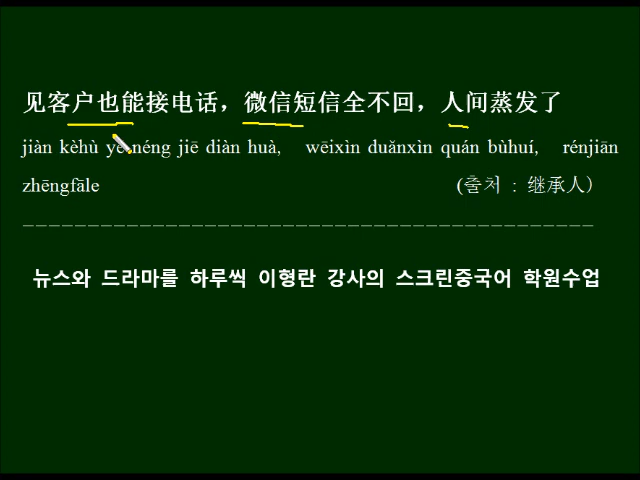 见客户也能接电话，微信短信全不回，人间蒸发了
jiàn kèhù yě néng jiē diàn huà, wēixìn duǎnxìn quán bùhuí, rénjiān
zhēngfāle (출처 : 继承人)
뉴스와 드라마를 하루씩 이형란 강사의 스크린중국어 학원수업